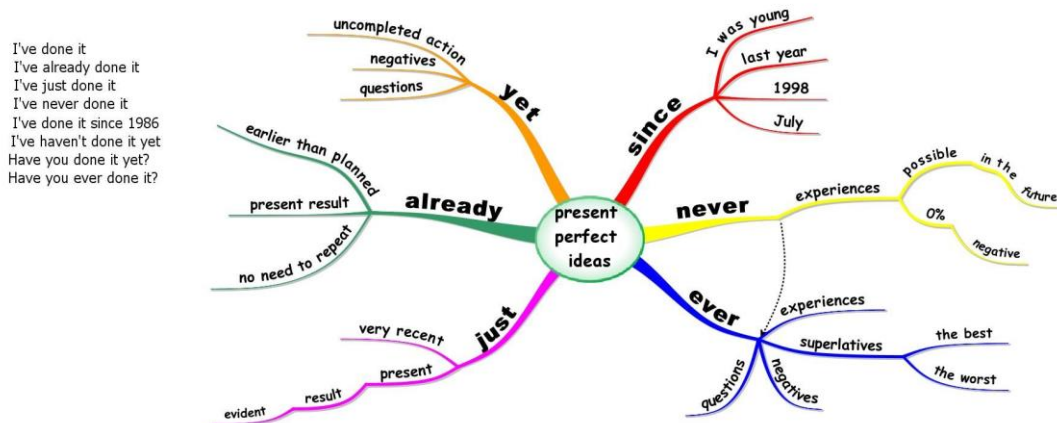 I've done it
I've already done it
I've just done it
I've never done it
I've done it since 1986
I've haven't done it yet
Have you done it yet?
Have you ever done it?
present
perfect
ideas
yet
uncompleted action
negatives
questions
since
I was young
last year
1998
July
already
earlier than planned
present result
no need to repeat
never
experiences
possible
in the
future
0%
negative
just
very recent
present
result
evident
ever
experiences
superlatives
the best
the worst
questions
negatives